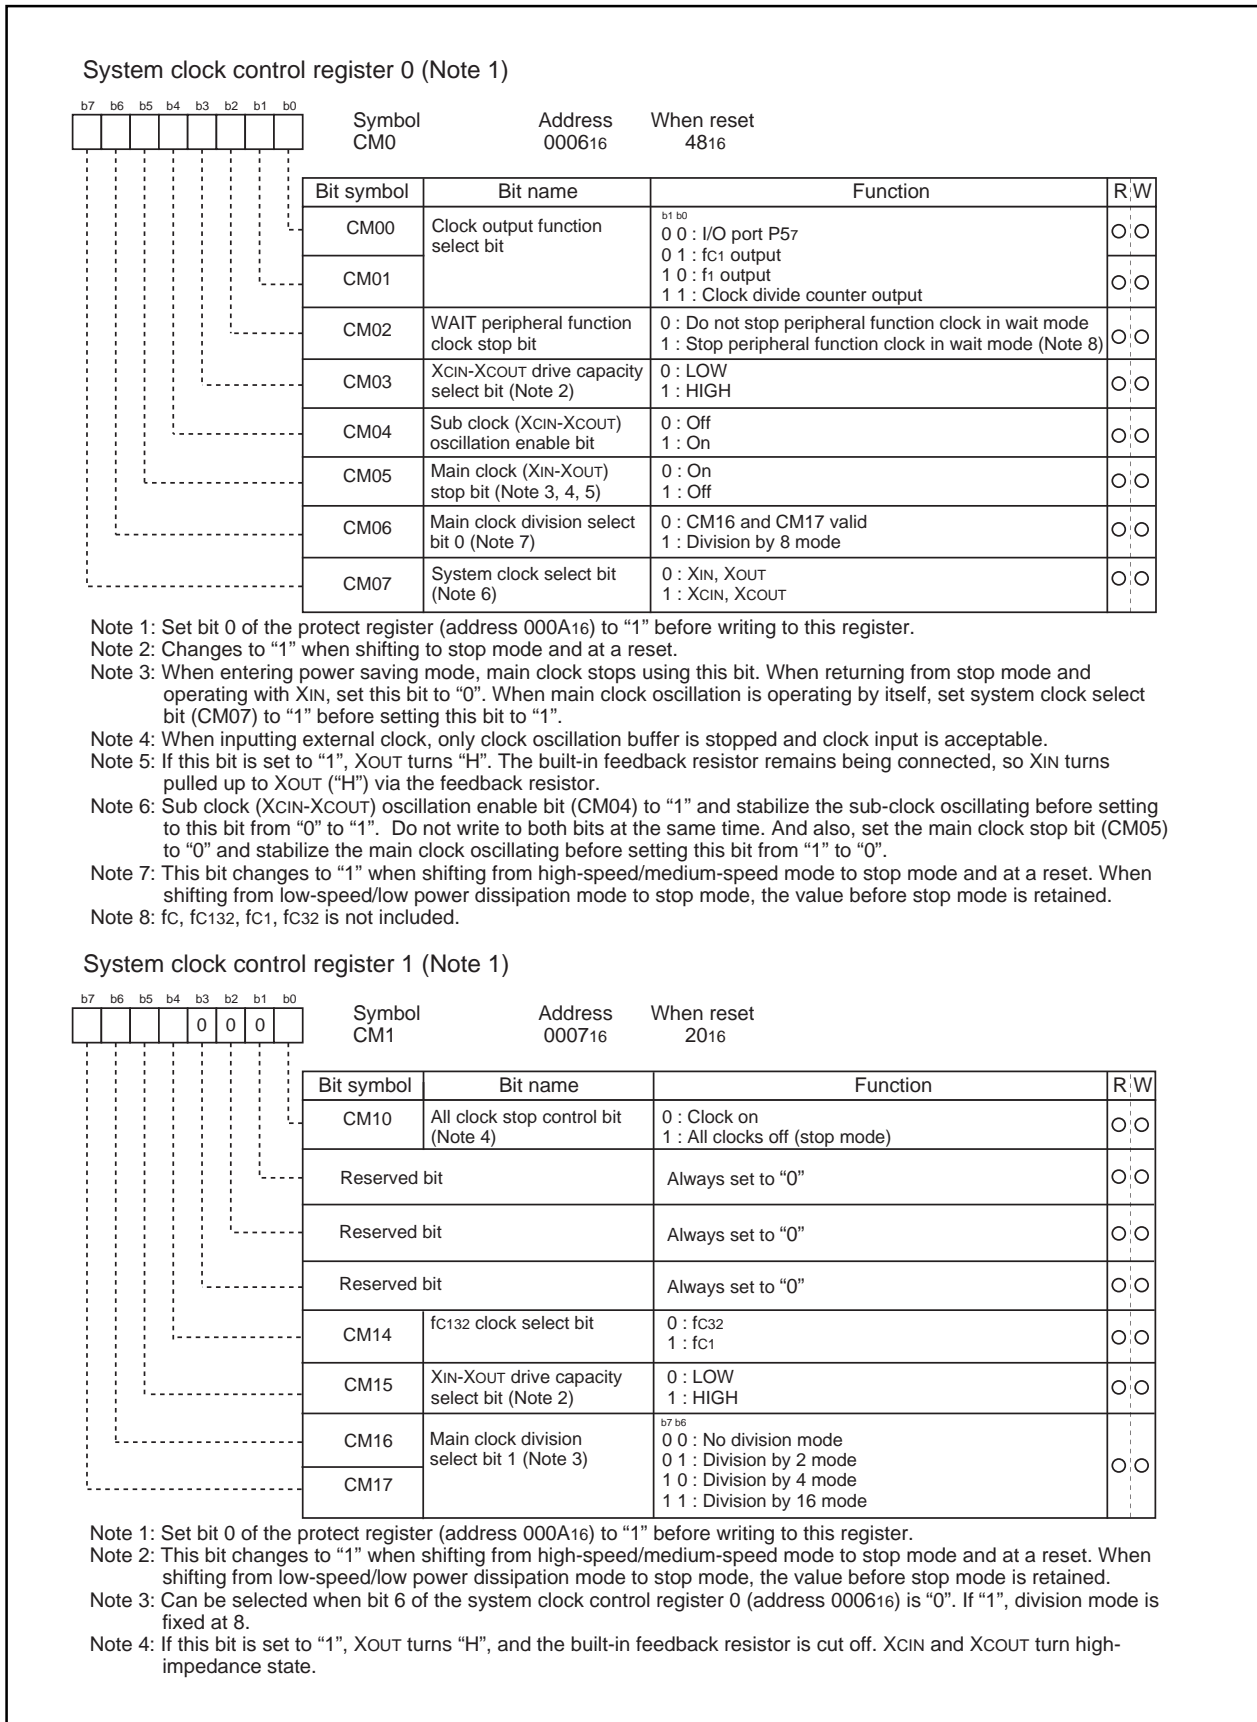 System clock control register 0 (Note 1)
b7 b6 b5 b4 b3 b2 b1 b0
Symbol Address When reset
CM0 000616 4816
Bit symbol Bit name Function R W
CM00 Clock output function select bit
b1 b0
0 0 : I/O port P57
0 1 : fC1 output
1 0 : f1 output
1 1 : Clock divide counter output
CM01
CM02 WAIT peripheral function clock stop bit
0 : Do not stop peripheral function clock in wait mode
1 : Stop peripheral function clock in wait mode (Note 8)
CM03 XCIN-XCOUT drive capacity select bit (Note 2)
0 : LOW
1 : HIGH
CM04 Sub clock (XCIN-XCOUT) oscillation enable bit
0 : Off
1 : On
CM05 Main clock (XIN-XOUT) stop bit (Note 3, 4, 5)
0 : On
1 : Off
CM06 Main clock division select bit 0 (Note 7)
0 : CM16 and CM17 valid
1 : Division by 8 mode
CM07 System clock select bit (Note 6)
0 : XIN, XOUT
1 : XCIN, XCOUT
Note 1: Set bit 0 of the protect register (address 000A16) to “1” before writing to this register.
Note 2: Changes to “1” when shifting to stop mode and at a reset.
Note 3: When entering power saving mode, main clock stops using this bit. When returning from stop mode and
operating with XIN, set this bit to “0”. When main clock oscillation is operating by itself, set system clock select
bit (CM07) to “1” before setting this bit to “1”.
Note 4: When inputting external clock, only clock oscillation buffer is stopped and clock input is acceptable.
Note 5: If this bit is set to “1”, XOUT turns “H”. The built-in feedback resistor remains being connected, so XIN turns
pulled up to XOUT (“H”) via the feedback resistor.
Note 6: Sub clock (XCIN-XCOUT) oscillation enable bit (CM04) to “1” and stabilize the sub-clock oscillating before setting
to this bit from “0” to “1”. Do not write to both bits at the same time. And also, set the main clock stop bit (CM05)
to “0” and stabilize the main clock oscillating before setting this bit from “1” to “0”.
Note 7: This bit changes to “1” when shifting from high-speed/medium-speed mode to stop mode and at a reset. When
shifting from low-speed/low power dissipation mode to stop mode, the value before stop mode is retained.
Note 8: fC, fC132, fC1, fC32 is not included.
System clock control register 1 (Note 1)
b7 b6 b5 b4 b3 b2 b1 b0
0 0 0
Symbol Address When reset
CM1 000716 2016
Bit symbol Bit name Function R W
CM10 All clock stop control bit (Note 4)
0 : Clock on
1 : All clocks off (stop mode)
Reserved bit Always set to “0”
Reserved bit Always set to “0”
Reserved bit Always set to “0”
CM14 fC132 clock select bit
0 : fC32
1 : fC1
CM15 XIN-XOUT drive capacity select bit (Note 2)
0 : LOW
1 : HIGH
CM16 Main clock division select bit 1 (Note 3)
b7 b6
0 0 : No division mode
0 1 : Division by 2 mode
1 0 : Division by 4 mode
1 1 : Division by 16 mode
CM17
Note 1: Set bit 0 of the protect register (address 000A16) to “1” before writing to this register.
Note 2: This bit changes to “1” when shifting from high-speed/medium-speed mode to stop mode and at a reset. When
shifting from low-speed/low power dissipation mode to stop mode, the value before stop mode is retained.
Note 3: Can be selected when bit 6 of the system clock control register 0 (address 000616) is “0”. If “1”, division mode is
fixed at 8.
Note 4: If this bit is set to “1”, XOUT turns “H”, and the built-in feedback resistor is cut off. XCIN and XCOUT turn high-
impedance state.